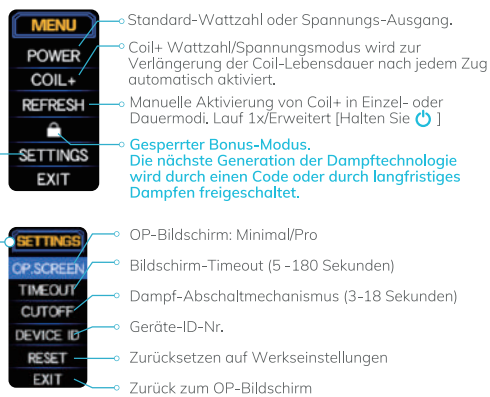 MENU
POWER
COIL+
REFRESH
SETTINGS
EXIT
Standard-Wattzahl oder Spannungs-Ausgang.
Coil+ Wattzahl/Spannungsmodus wird zur
Verlängerung der Coil-Lebensdauer nach jedem Zug
automatisch aktiviert.
Manuelle Aktivierung von Coil+ in Einzel- oder
Dauermodi. Lauf 1x/Erweitert [Halten Sie ]
Gesperrter Bonus-Modus.
Die nächste Generation der Dampftechnologie
wird durch einen Code oder durch langfristiges
Dampfen freigeschaltet.
SETTINGS
OP.SCREEN
TIMEOUT
CUTOFF
DEVICE ID
RESET
EXIT
OP-Bildschirm: Minimal/Pro
Bildschirm-Timeout (5 -180 Sekunden)
Dampf-Abschaltmechanismus (3-18 Sekunden)
Geräte-ID-Nr.
Zurücksetzen auf Werkseinstellungen
Zurück zum OP-Bildschirm